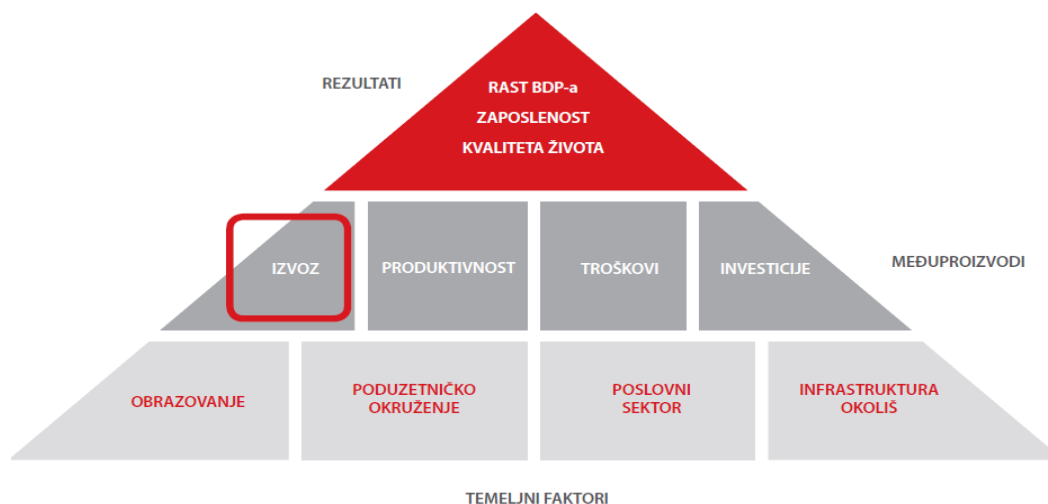 REZULTATI
RAST BDP-a
ZAPOSLENOST
KVALITETA ŽIVOTA
IZVOZ
PRODUKTIVNOST
TROŠKOVI
INVESTICIJE
MEĐUPROIZVODI
OBRAZOVANJE
PODUZETNIČKO
OKRUŽENJE
POSLOVNI
SEKTOR
INFRASTRUKTURA
OKOLIŠ
TEMELJNI FAKTORI